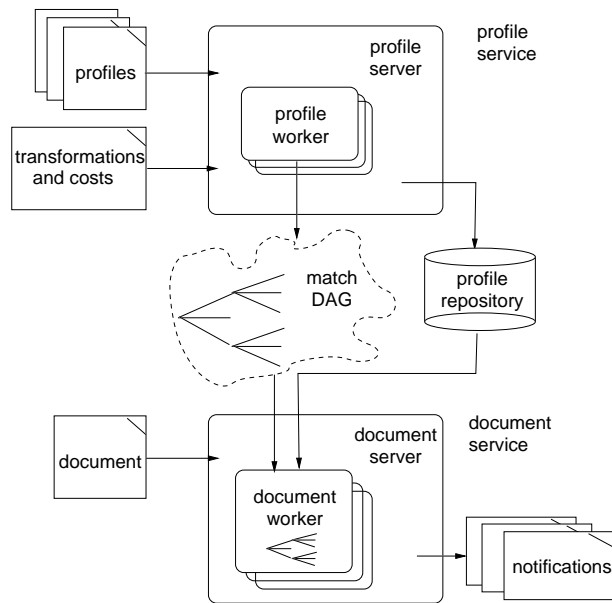 profiles
profile
server
profile
service
profile
worker
transformations
and costs
match
DAG
profile
repository
document
document
server
document
service
document
worker
notifications